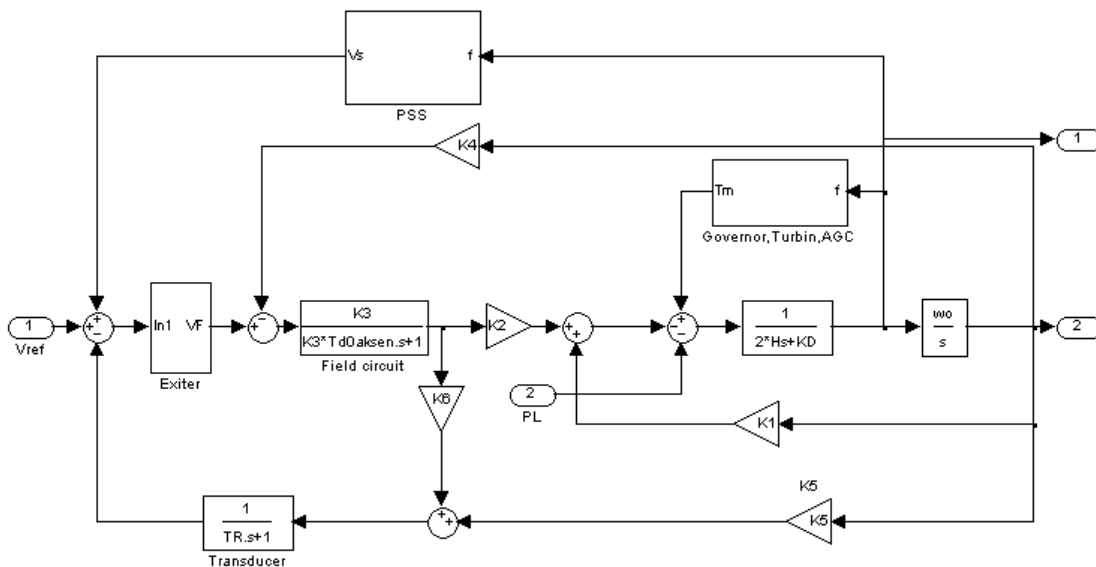 Vs f
PSS
K4
1
Tm f
Governor,Turbin,AGC
1
Vref
+
+
−
In1 VF
Exiter
−
+
K3
K3*Td0aksen.s+1
Field circuit
K2
+
+
+
−
−
1
2*Hs+KD
wo
s
2
K6
2
PL
K1
K5
K5
+
+
1
TR.s+1
Transducer